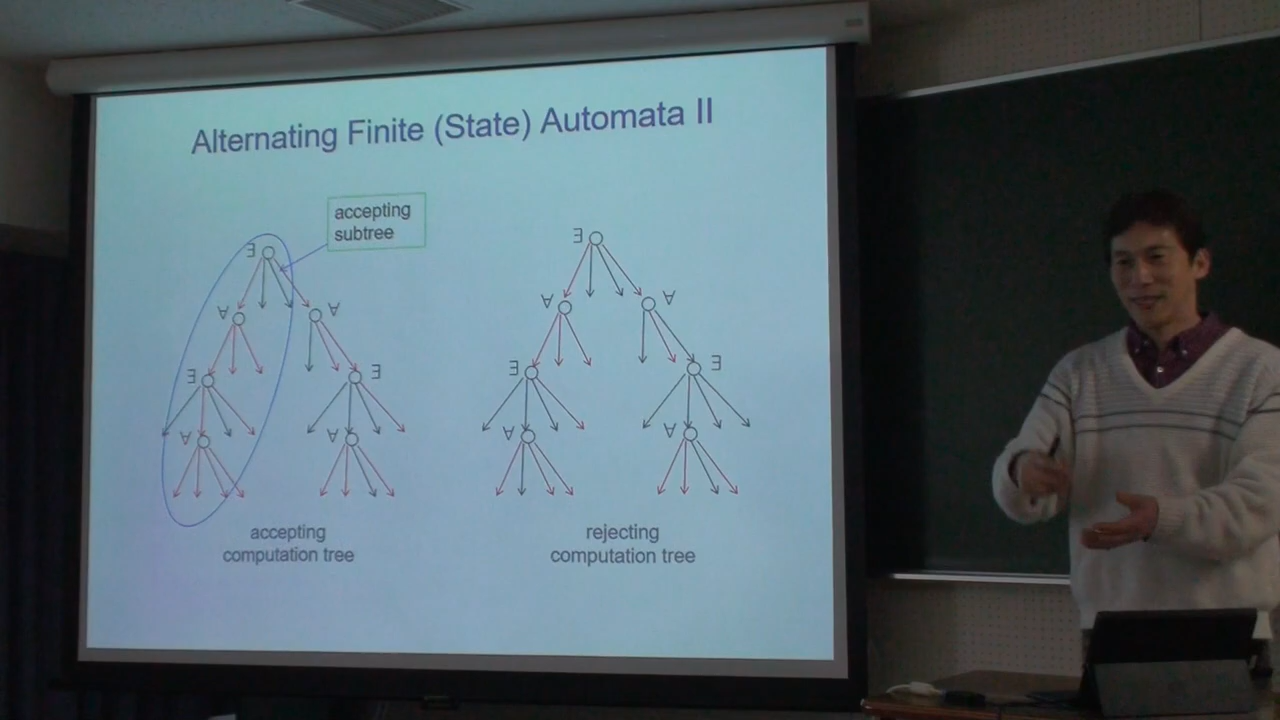 Alternating Finite (State) Automata II
accepting
subtree
∃
∃
∀
∀
∀
∀
∃
∃
∃
∃
∀
∀
∀
∀
accepting
computation tree
rejecting
computation tree